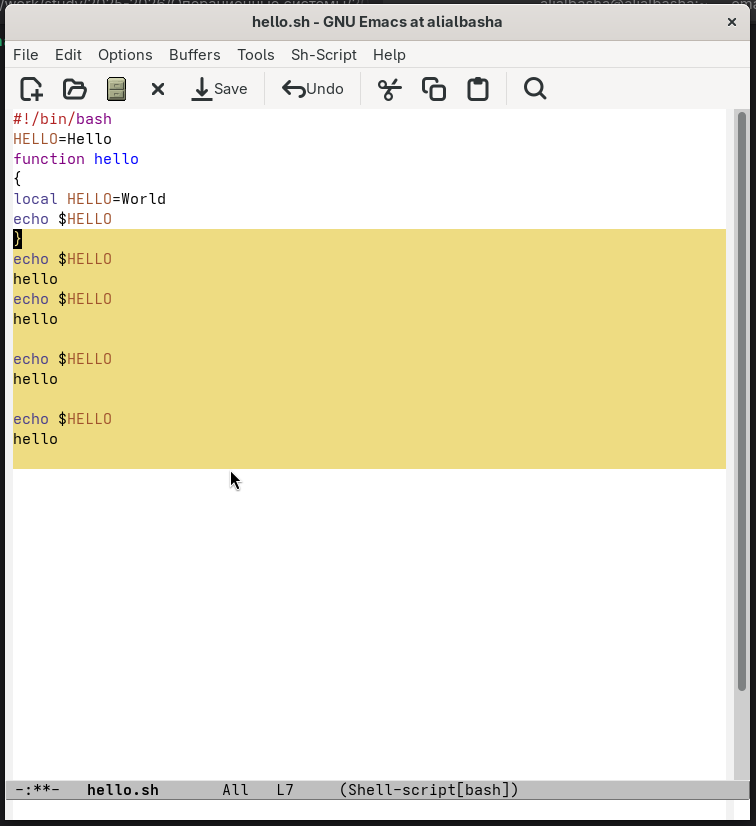 hello.sh - GNU Emacs at alialbasha
File Edit Options Buffers Tools Sh-Script Help
Save Undo
#!/bin/bash
HELLO=Hello
function hello
{
local HELLO=World
echo $HELLO
}
echo $HELLO
hello
echo $HELLO
hello
echo $HELLO
hello
echo $HELLO
hello
-:**- hello.sh All L7 (Shell-script[bash])